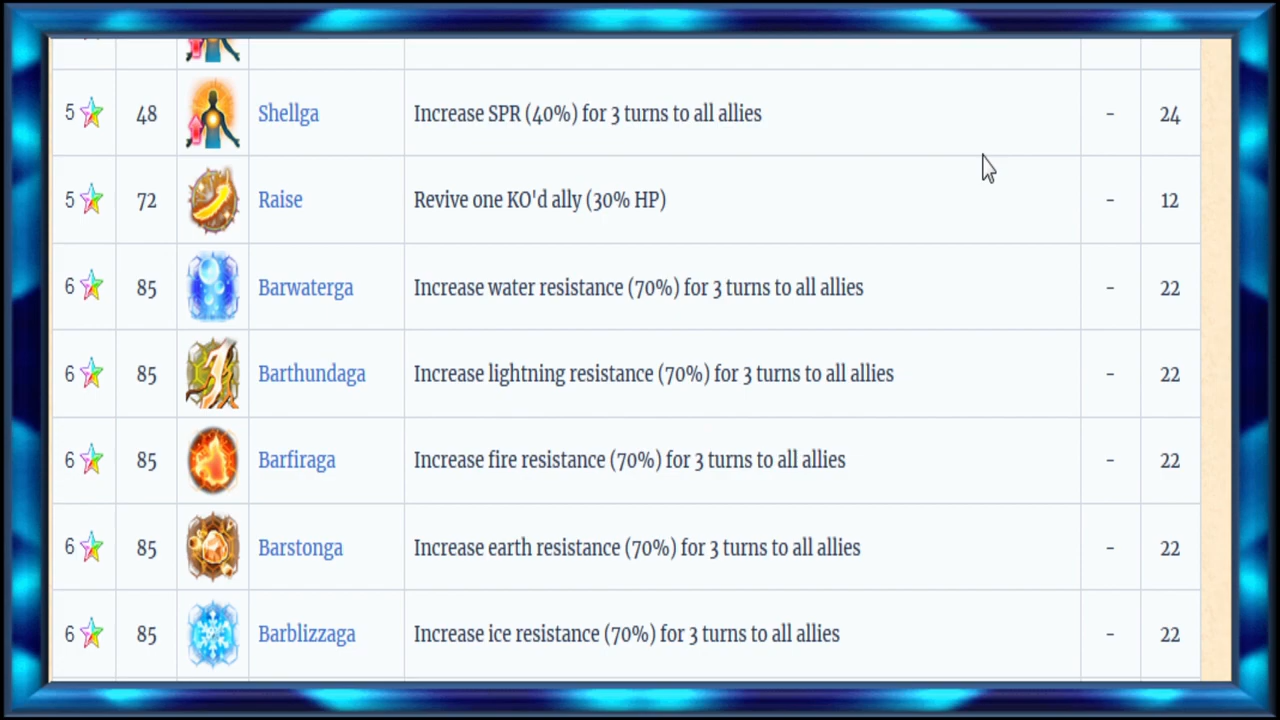 5 48 Shellga Increase SPR (40%) for 3 turns to all allies - 24
5 72 Raise Revive one KO'd ally (30% HP) - 12
6 85 Barwaterga Increase water resistance (70%) for 3 turns to all allies - 22
6 85 Barthundaga Increase lightning resistance (70%) for 3 turns to all allies - 22
6 85 Barfiraga Increase fire resistance (70%) for 3 turns to all allies - 22
6 85 Barstonga Increase earth resistance (70%) for 3 turns to all allies - 22
6 85 Barblizzaga Increase ice resistance (70%) for 3 turns to all allies - 22